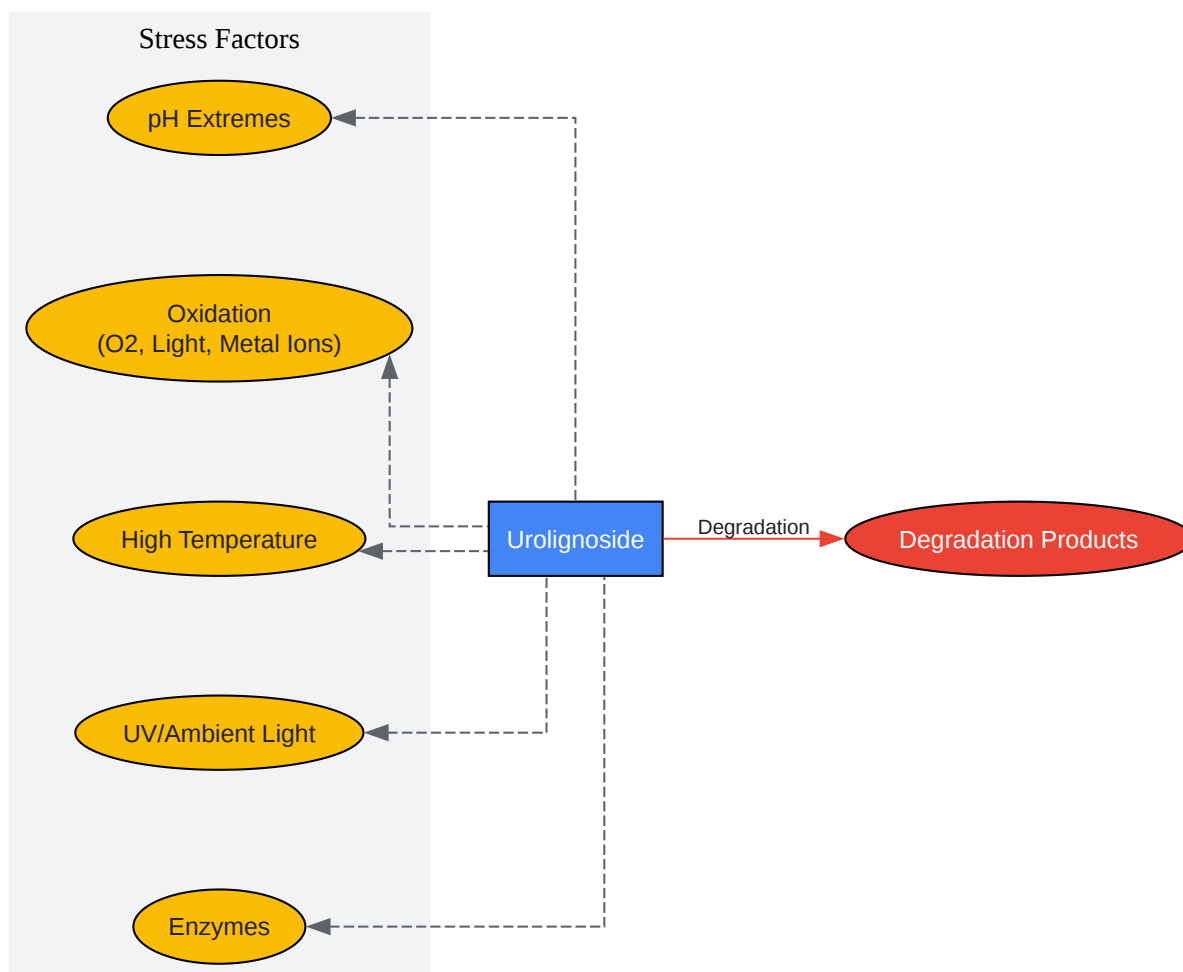 Stress Factors
pH Extremes
Oxidation
(O2, Light, Metal Ions)
High Temperature
Urolignoside
Degradation
Degradation Products
UV/Ambient Light
Enzymes